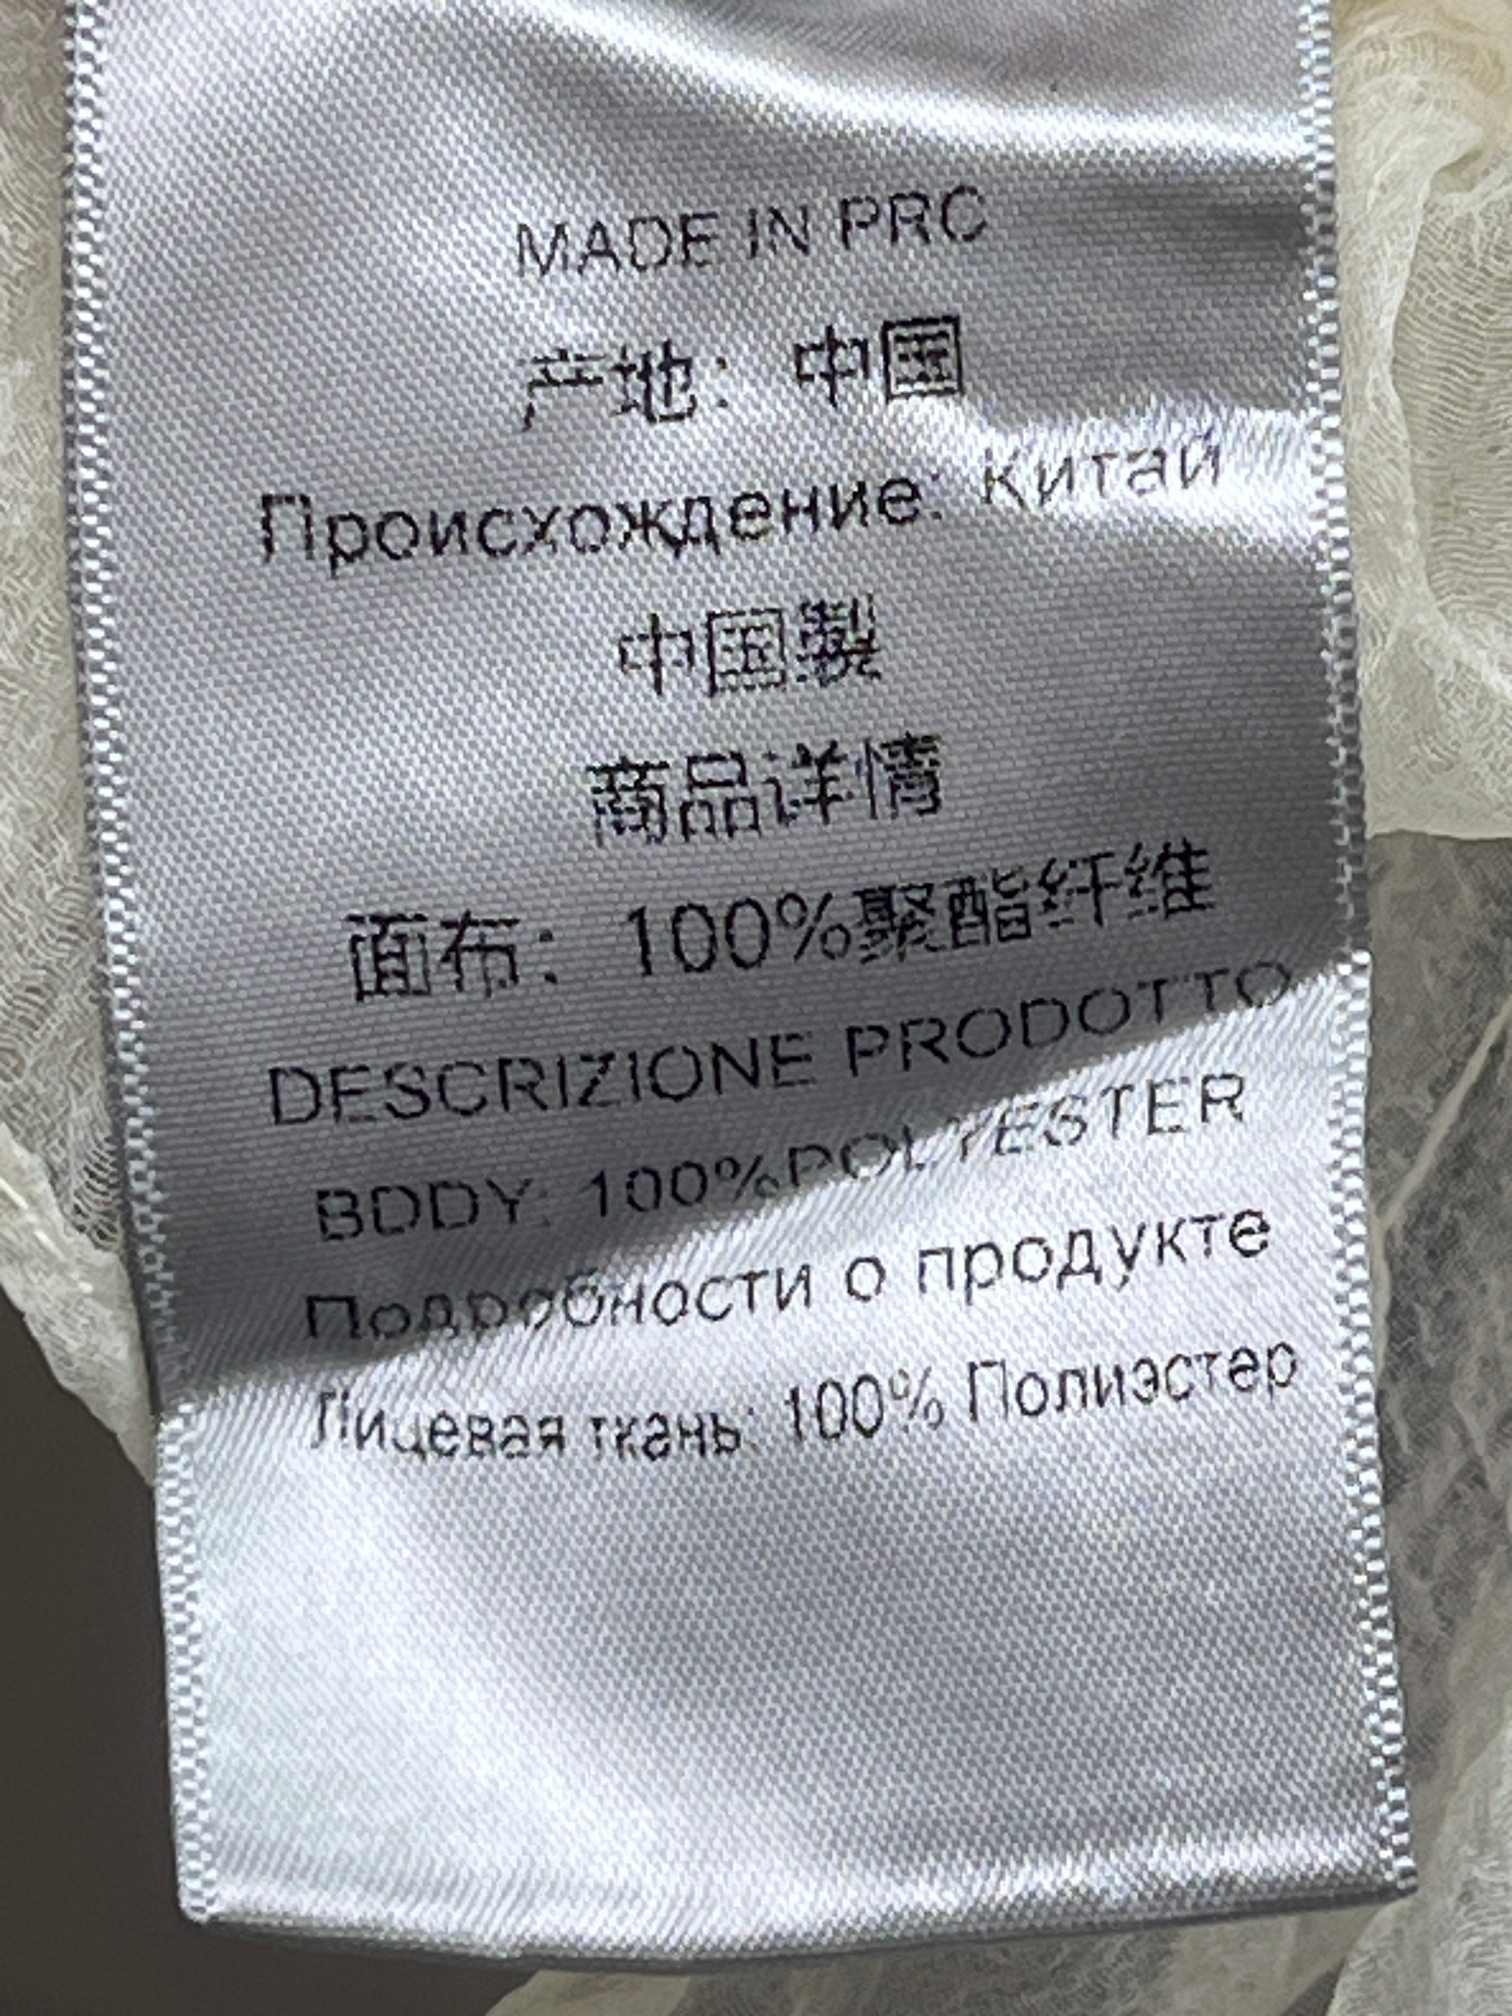 MADE IN PRC
产地：中国
Происхождение: Китай
中国製
商品详情
面布：100%聚酯纤维
DESCRIZIONE PRODOTTO
BODY: 100%POLYESTER
Подробности о продукте
Лицевая ткань: 100% Полиэстер